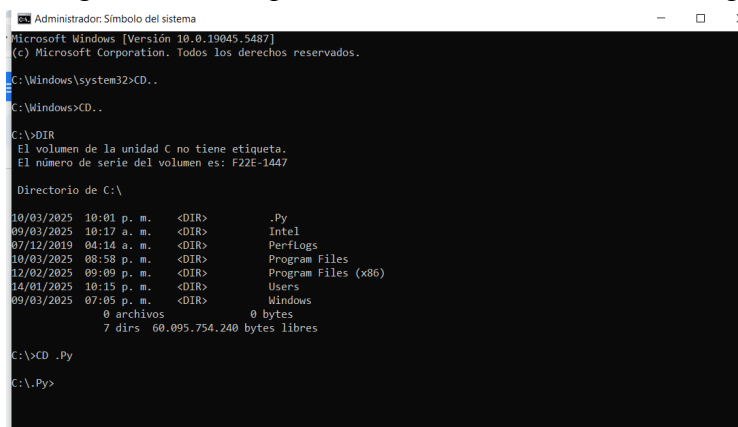 Administrador: Símbolo del sistema
Microsoft Windows [Versión 10.0.19045.5487]
(c) Microsoft Corporation. Todos los derechos reservados.
C:\Windows\system32>CD..
C:\Windows>CD..
C:\>DIR
El volumen de la unidad C no tiene etiqueta.
El número de serie del volumen es: F22E-1447
Directorio de C:\
10/03/2025 10:01 p. m. <DIR> .Py
09/03/2025 10:17 a. m. <DIR> Intel
07/12/2019 04:14 a. m. <DIR> PerfLogs
10/03/2025 08:58 p. m. <DIR> Program Files
12/02/2025 09:09 p. m. <DIR> Program Files (x86)
14/01/2025 10:15 p. m. <DIR> Users
09/03/2025 07:05 p. m. <DIR> Windows
0 archivos 0 bytes
7 dirs 60.095.754.240 bytes libres
C:\>CD .Py
C:\.Py>